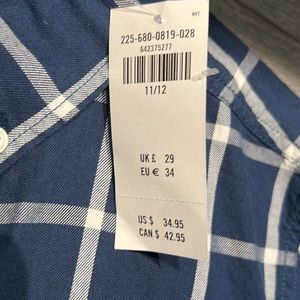 225-680-0819-028
642375277
11/12
UK £ 29
EU € 34
US $ 34.95
CAN $ 42.95